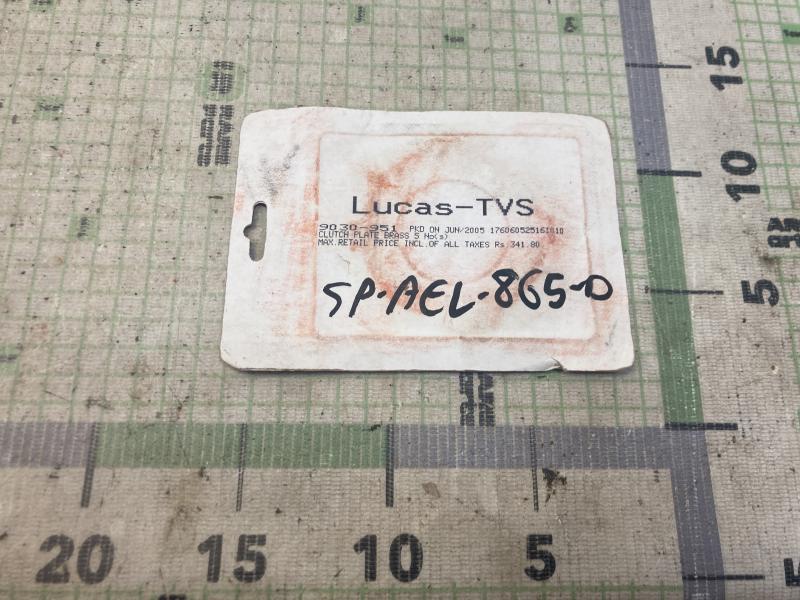 Lucas-TVS
9030-951 PKD ON JUN/2005 176060525161010
CLUTCH PLATE BRASS 5 No(s)
MAX.RETAIL PRICE INCL.OF ALL TAXES Rs 341.80
SP-AEL-865-D
15
10
5
20 15 10 5